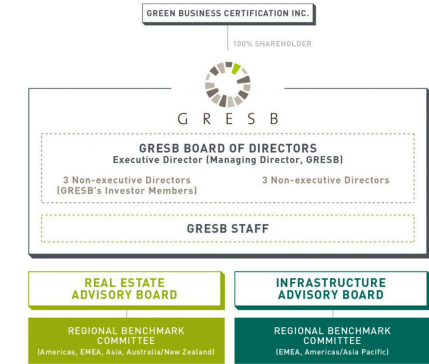 GREEN BUSINESS CERTIFICATION INC.
100% SHAREHOLDER
GRESB
GRESB BOARD OF DIRECTORS
Executive Director (Managing Director, GRESB)
3 Non-executive Directors
(GRESB's Investor Members)
3 Non-executive Directors
GRESB STAFF
REAL ESTATE
ADVISORY BOARD
INFRASTRUCTURE
ADVISORY BOARD
REGIONAL BENCHMARK
COMMITTEE
(Americas, EMEA, Asia, Australia/New Zealand)
REGIONAL BENCHMARK
COMMITTEE
(EMEA, Americas/Asia Pacific)